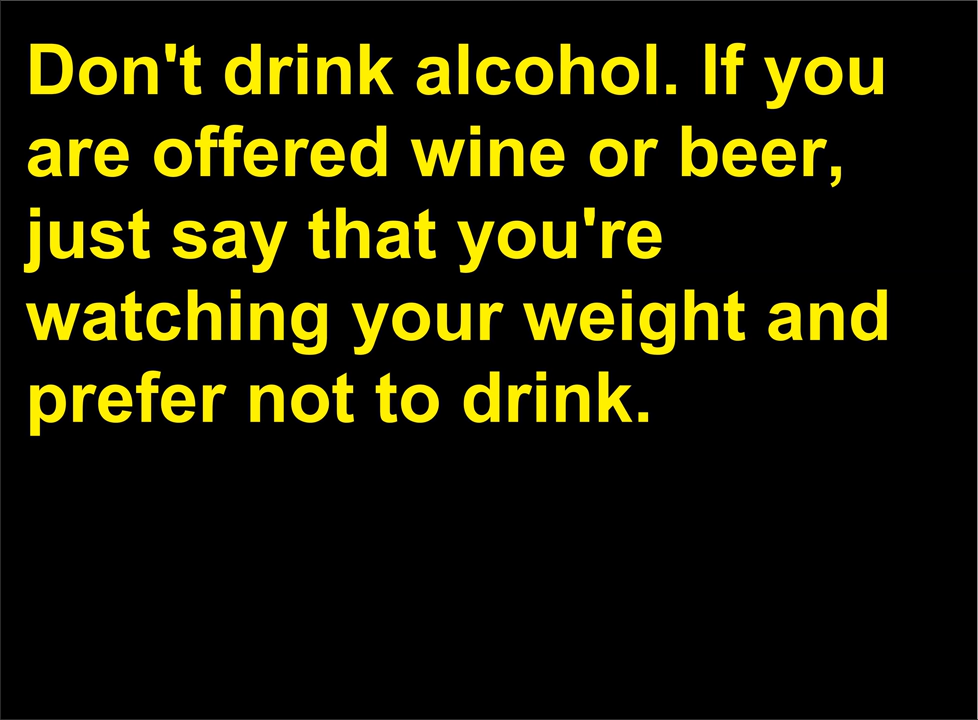 Don't drink alcohol. If you
are offered wine or beer,
just say that you're
watching your weight and
prefer not to drink.